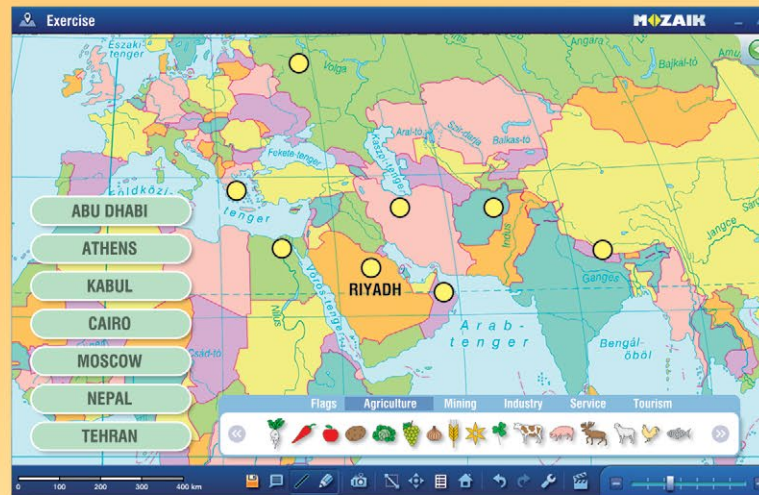 Exercise
MOZAIK
Északi-
tenger
Volga
Angara
Bajkál-tó
Amu
Aral-tó
Szir-darja
Balkas-tó
Fekete-tenger
Kaszpi-tenger
Földközi-
tenger
ABU DHABI
ATHENS
KABUL
CAIRO
MOSCOW
NEPAL
TEHRAN
RIYADH
Indus
Gangesz
Jangce
Sárga
Nílus
Vörös-tenger
Csád-tó
Arab-
tenger
Bengál-
öböl
Flags Agriculture Mining Industry Service Tourism
0 100 200 300 400 km